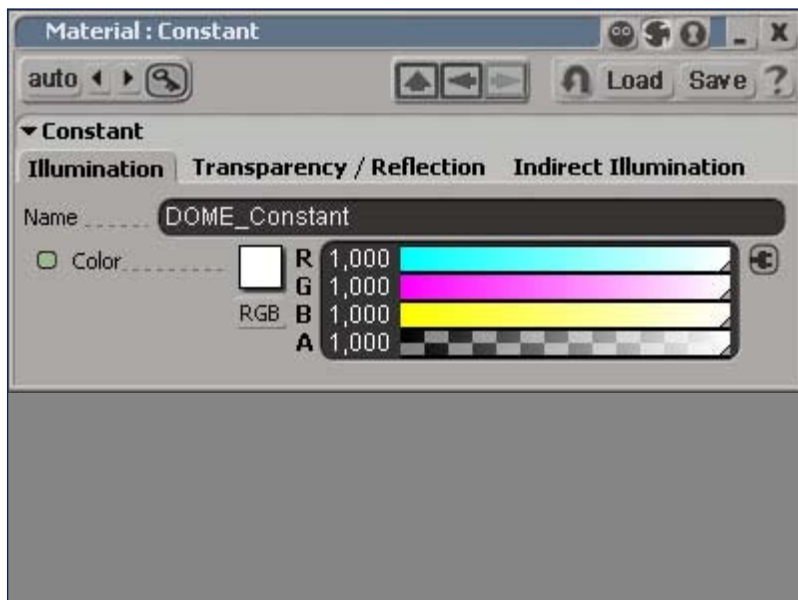 Material : Constant
auto Load Save ?
Constant
Illumination Transparency / Reflection Indirect Illumination
Name DOME_Constant
Color R 1,000
G 1,000
RGB B 1,000
A 1,000